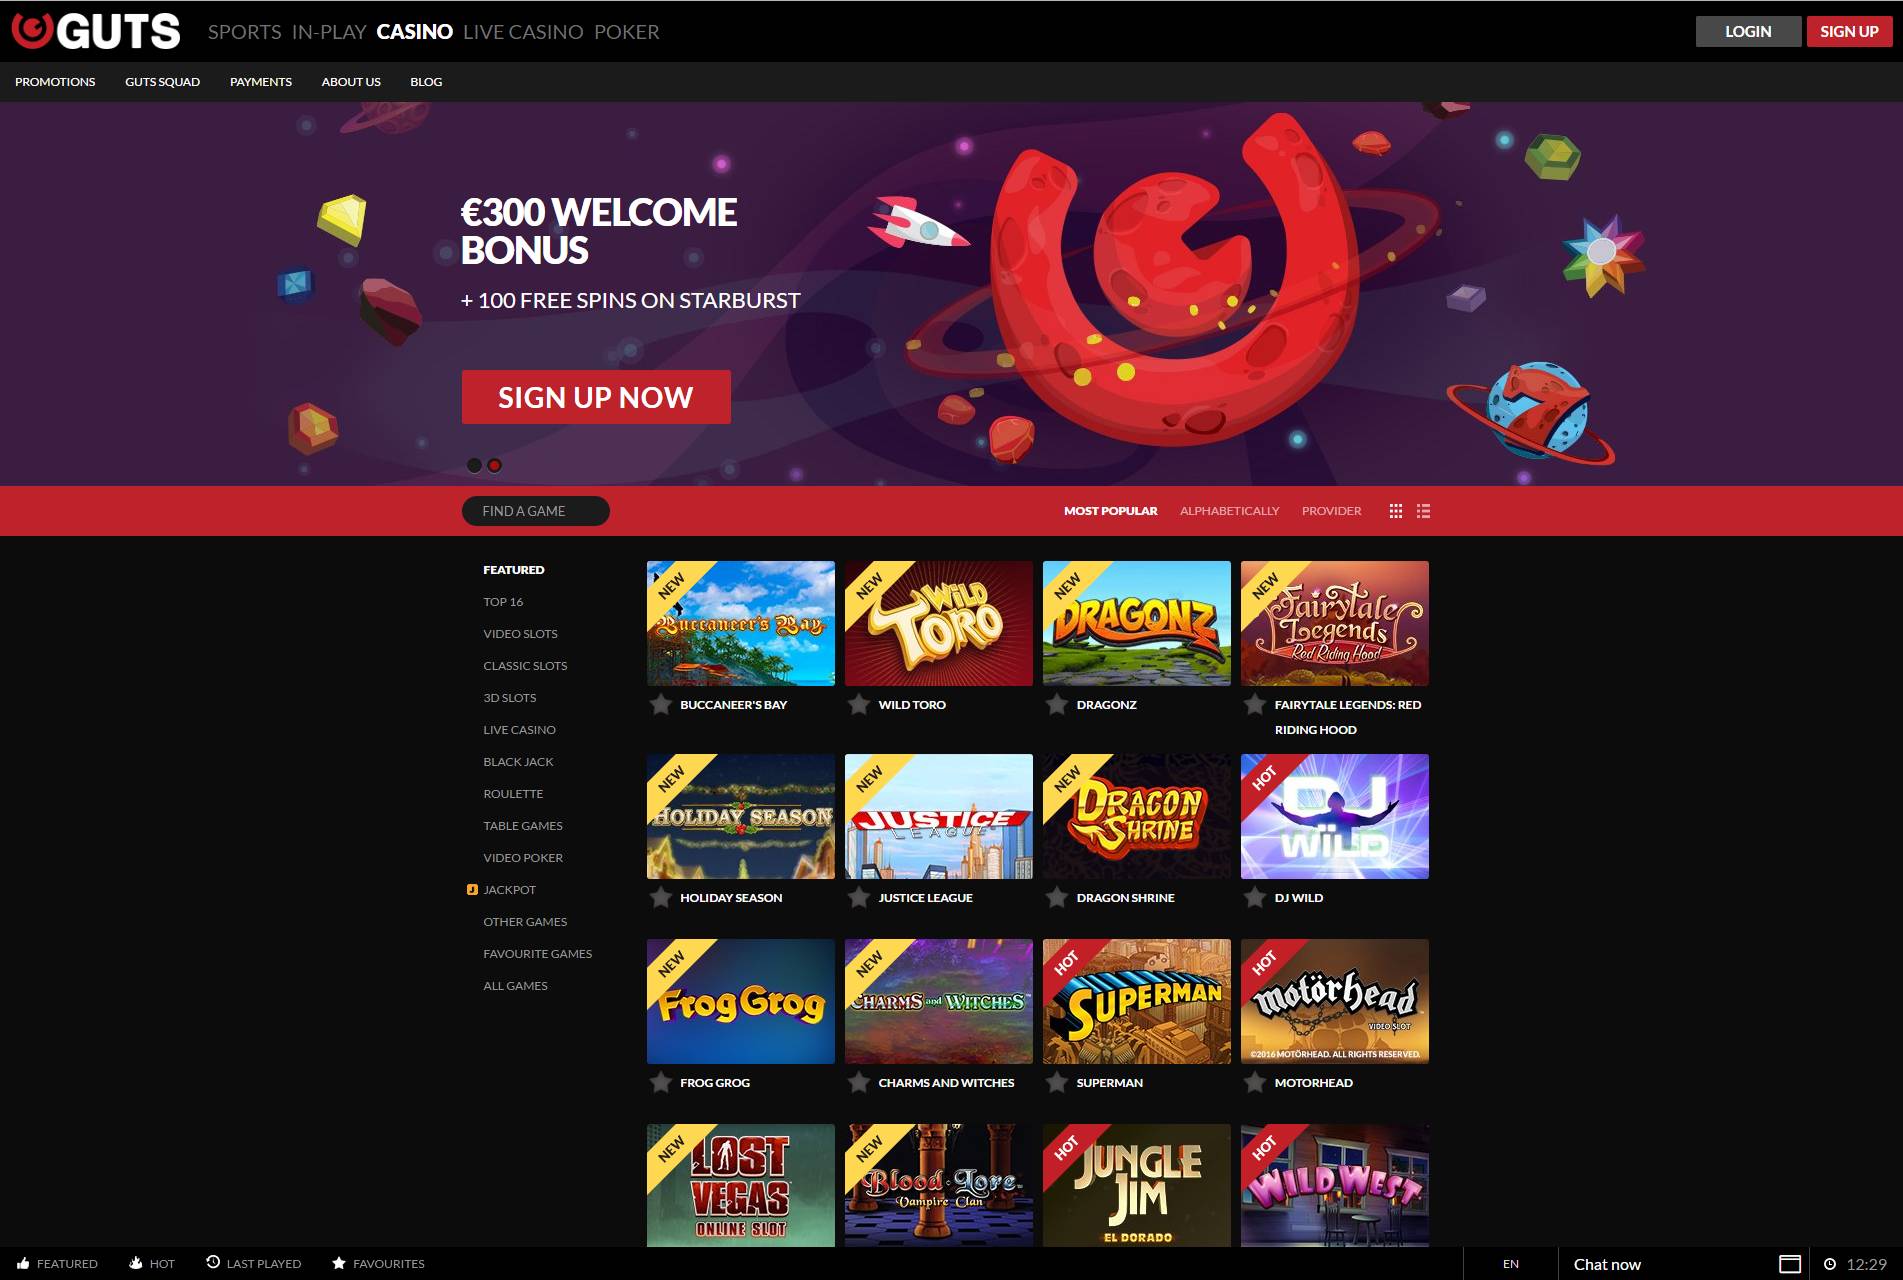 GUTS
SPORTS IN-PLAY CASINO LIVE CASINO POKER
LOGIN
SIGN UP
PROMOTIONS GUTS SQUAD PAYMENTS ABOUT US BLOG
€300 WELCOME
BONUS
+ 100 FREE SPINS ON STARBURST
SIGN UP NOW
7
FIND A GAME
MOST POPULAR ALPHABETICALLY PROVIDER
FEATURED
TOP 16
VIDEO SLOTS
CLASSIC SLOTS
3D SLOTS
LIVE CASINO
BLACK JACK
ROULETTE
TABLE GAMES
VIDEO POKER
J JACKPOT
OTHER GAMES
FAVOURITE GAMES
ALL GAMES
NEW
Buccaneer's Bay
BUCCANEER'S BAY
NEW
WILD
TORO
WILD TORO
NEW
DRAGONZ
DRAGONZ
NEW
Fairytale
Legends
Red Riding Hood
FAIRYTALE LEGENDS: RED
RIDING HOOD
NEW
HOLIDAY SEASON
HOLIDAY SEASON
NEW
JUSTICE
LEAGUE
JUSTICE LEAGUE
NEW
DRAGON
SHRINE
DRAGON SHRINE
HOT
DJ
WÏLD
DJ WILD
NEW
Frog Grog
FROG GROG
NEW
CHARMS and WITCHES™
CHARMS AND WITCHES
HOT
SUPERMAN
SUPERMAN
HOT
motörhead
VIDEO SLOT
©2016 MOTÖRHEAD. ALL RIGHTS RESERVED.
MOTORHEAD
NEW
LOST
VEGAS
ONLINE SLOT
NEW
Blood Lore
Vampire Clan
HOT
JUNGLE
JIM
EL DORADO
HOT
WILD WEST
FEATURED HOT LAST PLAYED FAVOURITES
EN
Chat now
12:29